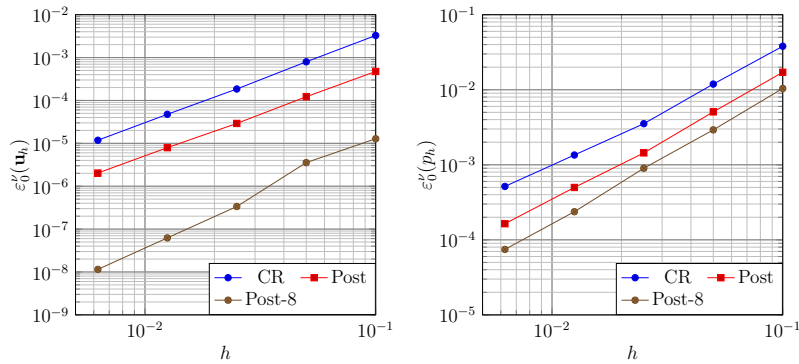 10^−2
10^−3
10^−4
10^−5
10^−6
10^−7
10^−8
10^−9
10^−2
10^−1
h
ε_0^ν(𝐮_h)
CR
Post
Post-8
10^−1
10^−2
10^−3
10^−4
10^−5
10^−2
10^−1
h
ε_0^ν(p_h)
CR
Post
Post-8